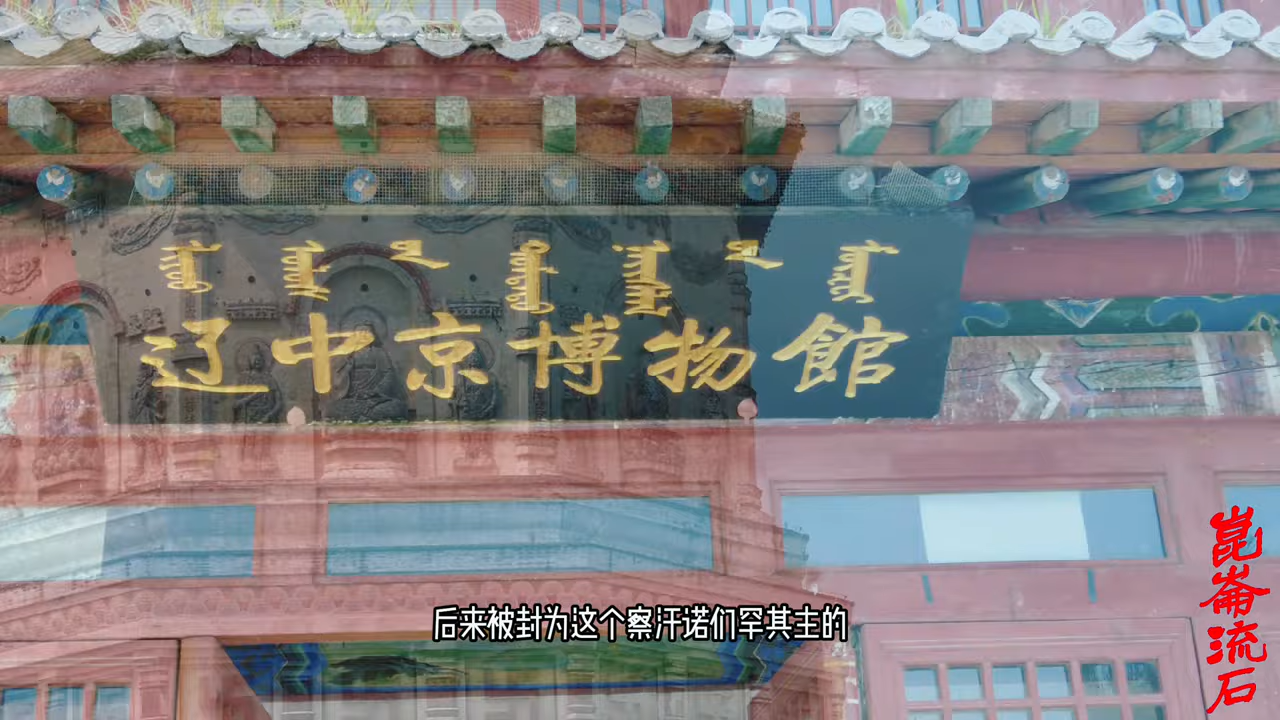 辽中京博物館
后来被封为这个察汗诺们罕其主的
崑崙流石